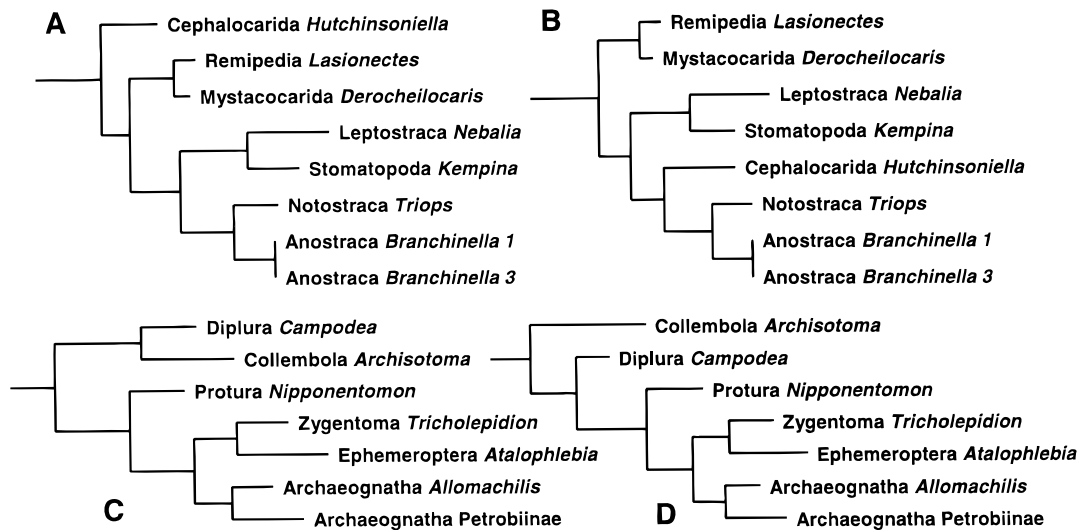 A
Cephalocarida Hutchinsoniella
Remipedia Lasionectes
Mystacocarida Derocheilocaris
Leptostraca Nebalia
Stomatopoda Kempina
Notostraca Triops
Anostraca Branchinella 1
Anostraca Branchinella 3
B
Remipedia Lasionectes
Mystacocarida Derocheilocaris
Leptostraca Nebalia
Stomatopoda Kempina
Cephalocarida Hutchinsoniella
Notostraca Triops
Anostraca Branchinella 1
Anostraca Branchinella 3
Diplura Campodea
Collembola Archisotoma
Protura Nipponentomon
Zygentoma Tricholepidion
Ephemeroptera Atalophlebia
Archaeognatha Allomachilis
Archaeognatha Petrobiinae
C
Collembola Archisotoma
Diplura Campodea
Protura Nipponentomon
Zygentoma Tricholepidion
Ephemeroptera Atalophlebia
Archaeognatha Allomachilis
Archaeognatha Petrobiinae
D